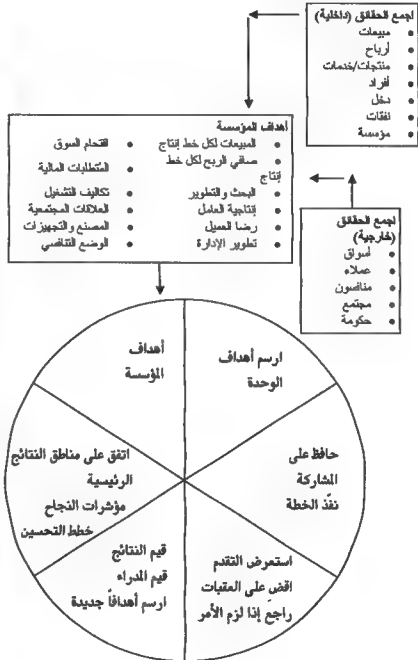 اجمع الحقائق (داخلية)
مبيعات
أرباح
منتجات/خدمات
أفراد
دخل
نفقات
مؤسسة
أهداف المؤسسة
المبيعات لكل خط إنتاج
صافي الربح لكل خط
إنتاج
البحث والتطوير
إنتاجية العامل
رضا العميل
تطوير الإدارة
اقتحام السوق
المتطلبات المالية
تكاليف التشغيل
العلاقات المجتمعية
المصنع والتجهيزات
الوضع التنافسي
اجمع الحقائق
(خارجية)
أسواق
عملاء
منافسون
مجتمع
حكومة
ارسم أهداف
الوحدة
حافظ على
المشاركة
نفّذ الخطة
استعرض التقدم
اقضِ على العقبات
راجع إذا لزم الأمر
قيم النتائج
قيم المدراء
ارسم أهدافاً جديدة
اتفق على مناطق النتائج
الرئيسية
مؤشرات النجاح
خطط التحسين
أهداف
المؤسسة